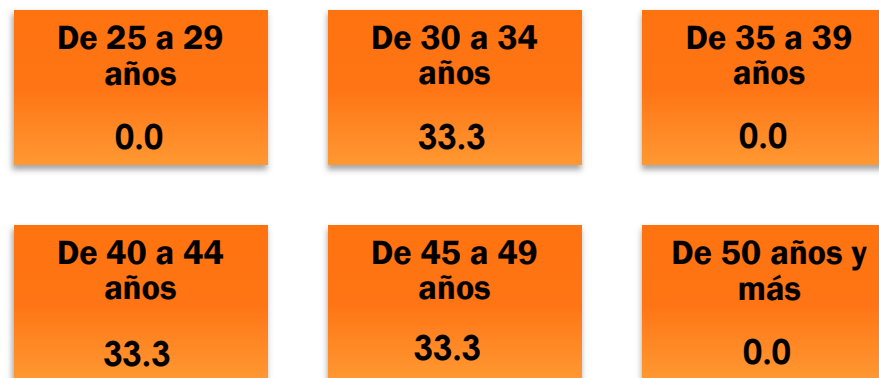 De 25 a 29
años
0.0
De 30 a 34
años
33.3
De 35 a 39
años
0.0
De 40 a 44
años
33.3
De 45 a 49
años
33.3
De 50 años y
más
0.0